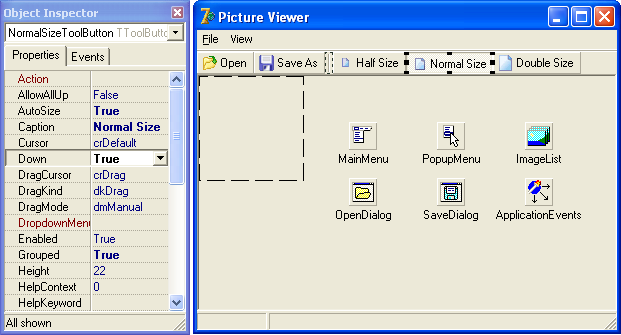 Object Inspector
NormalSizeToolButton TToolButto
Properties Events
Action
AllowAllUp False
AutoSize True
Caption Normal Size
Cursor crDefault
Down True
DragCursor crDrag
DragKind dkDrag
DragMode dmManual
DropdownMenu
Enabled True
Grouped True
Height 22
HelpContext 0
HelpKeyword
All shown
Picture Viewer
File View
Open Save As Half Size Normal Size Double Size
MainMenu PopupMenu ImageList
OpenDialog SaveDialog ApplicationEvents